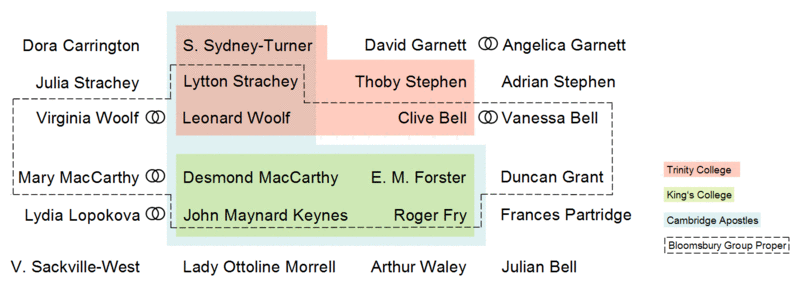 Dora Carrington S. Sydney-Turner David Garnett Angelica Garnett
Julia Strachey Lytton Strachey Thoby Stephen Adrian Stephen
Virginia Woolf Leonard Woolf Clive Bell Vanessa Bell
Mary MacCarthy Desmond MacCarthy E. M. Forster Duncan Grant
Lydia Lopokova John Maynard Keynes Roger Fry Frances Partridge
V. Sackville-West Lady Ottoline Morrell Arthur Waley Julian Bell
Trinity College
King's College
Cambridge Apostles
Bloomsbury Group Proper